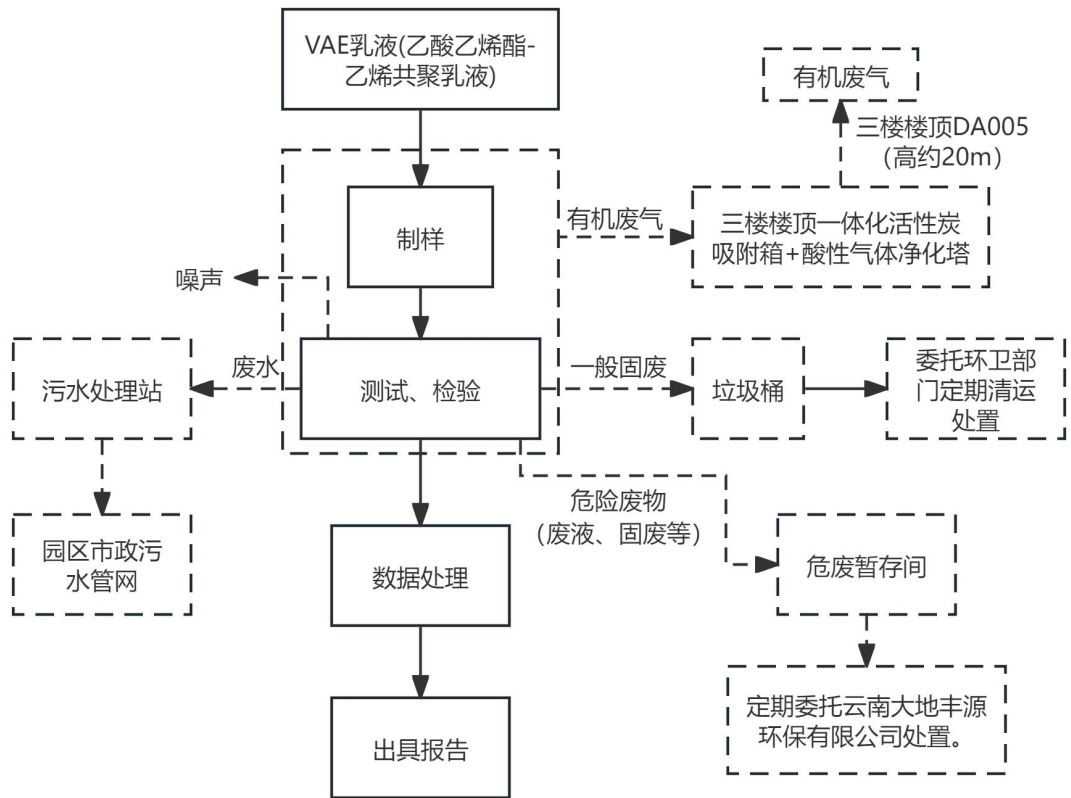 VAE乳液(乙酸乙烯酯-
乙烯共聚乳液)
有机废气
三楼楼顶DA005
（高约20m）
制样
有机废气
三楼楼顶一体化活性炭
吸附箱+酸性气体净化塔
噪声
污水处理站
废水
测试、检验
一般固废
垃圾桶
委托环卫部
门定期清运
处置
危险废物
（废液、固废等）
园区市政污
水管网
数据处理
危废暂存间
定期委托云南大地丰源
环保有限公司处置。
出具报告